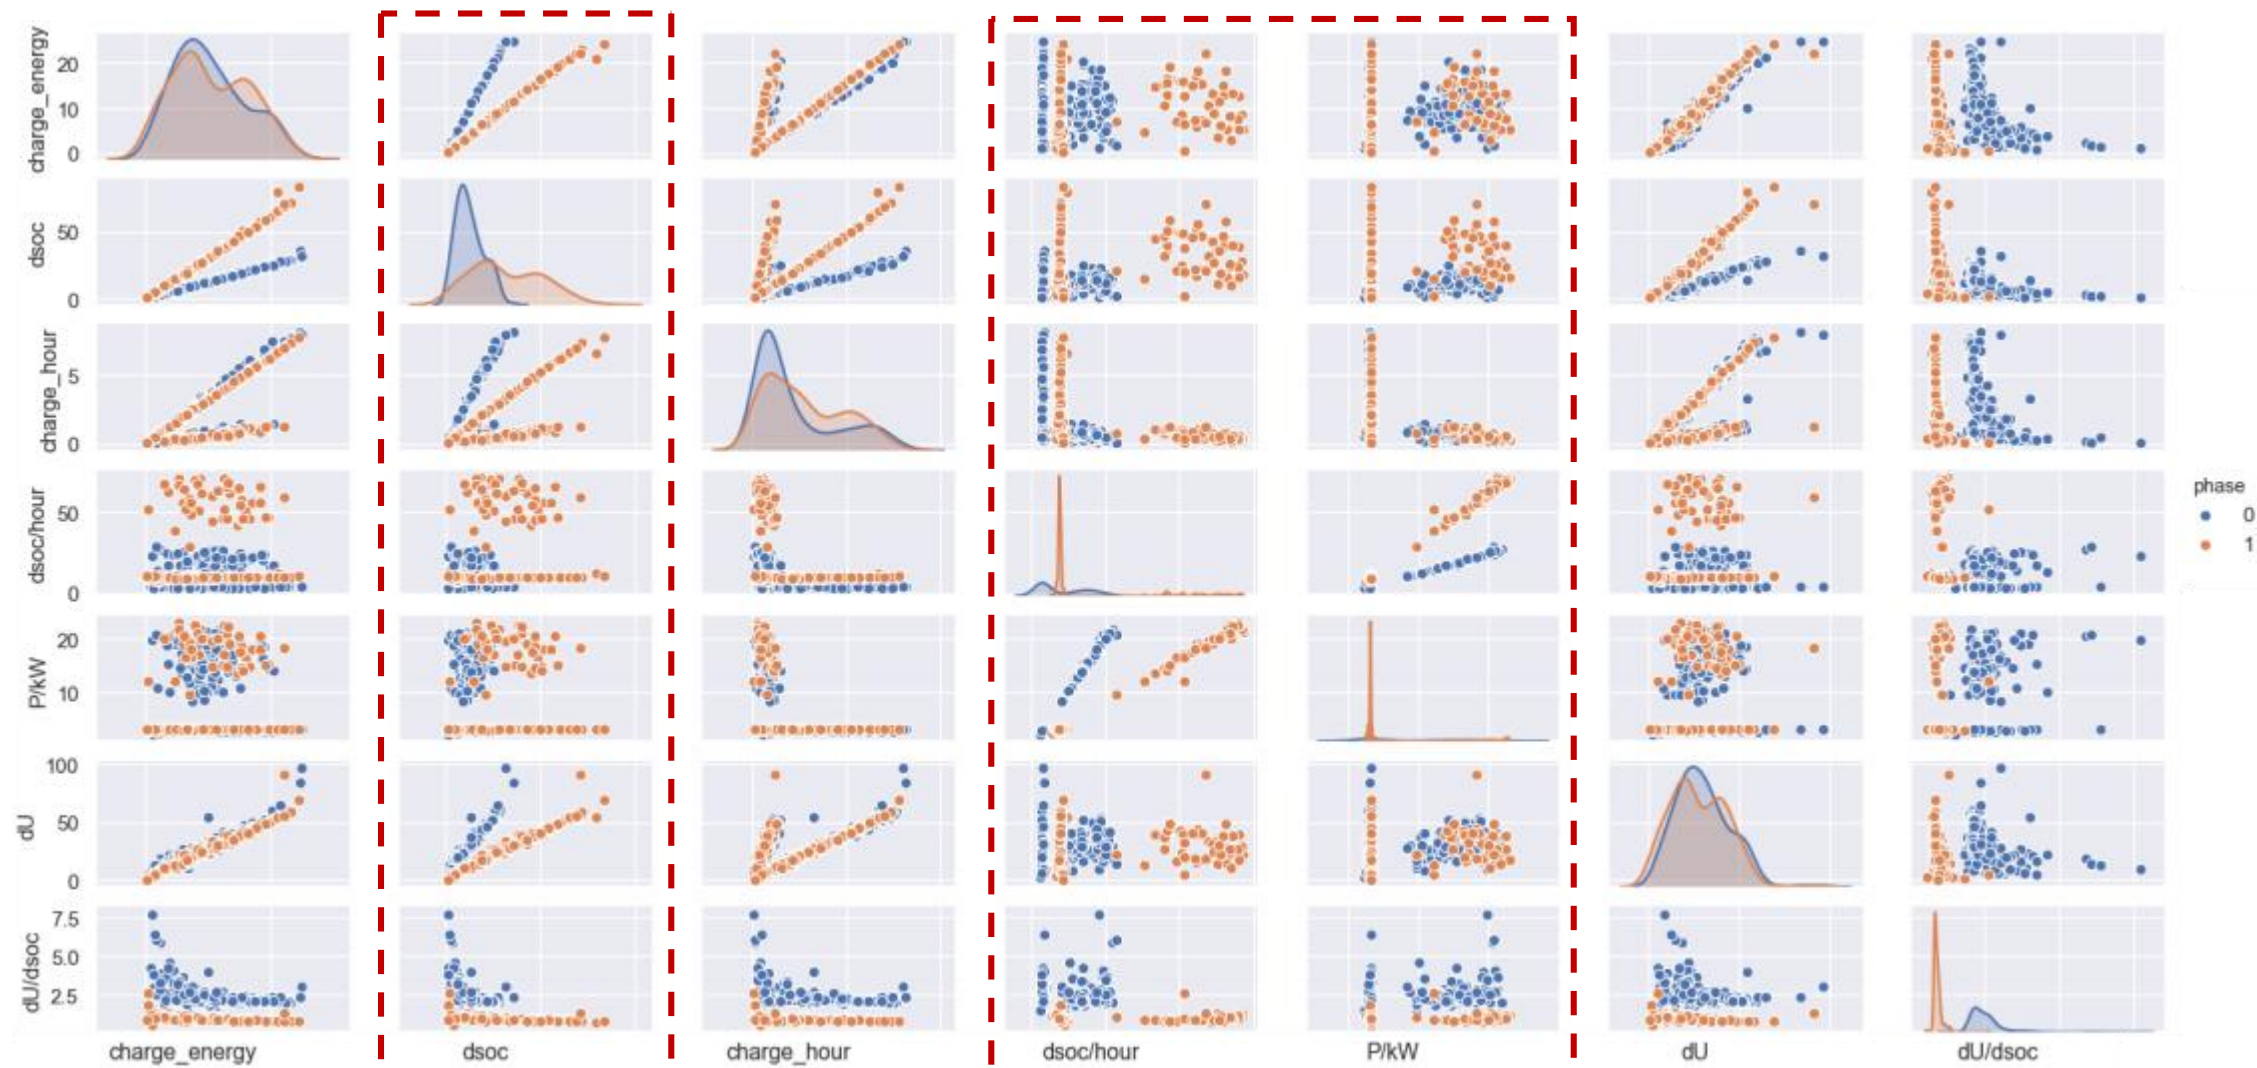 charge_energy
20
10
0
dsoc
50
0
charge_hour
5
0
dsoc/hour
50
0
phase
0
1
P/kW
20
10
dU
100
50
0
dU/dsoc
7.5
5.0
2.5
charge_energy dsoc charge_hour dsoc/hour P/kW dU dU/dsoc